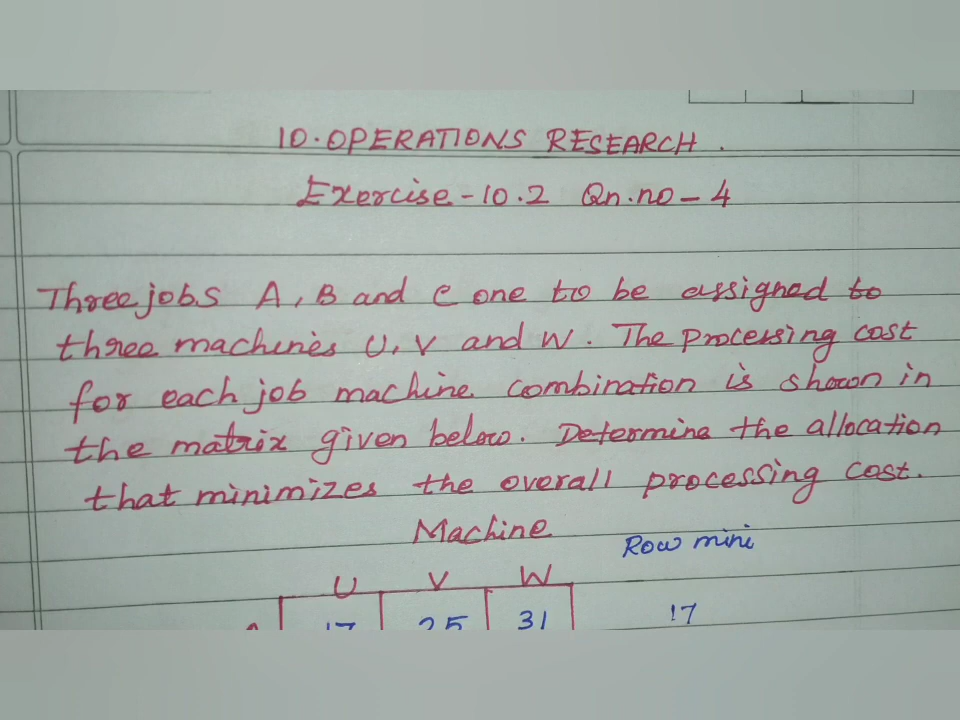 10. OPERATIONS RESEARCH.
Exercise - 10.2 Qn.no - 4
Three jobs A, B and C one to be assigned to
three machines U, V and W. The processing cost
for each job machine combination is shown in
the matrix given below. Determine the allocation
that minimizes the overall processing cost.
Machine
Row mini
U V W
17 25 31 17